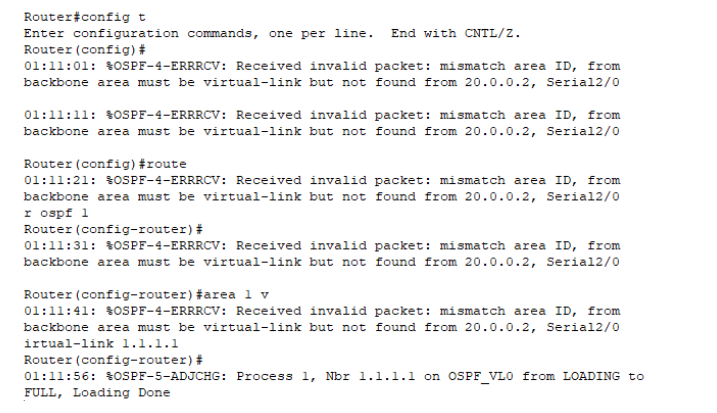 Router#config t
Enter configuration commands, one per line.  End with CNTL/Z.
Router(config)#
01:11:01: %OSPF-4-ERRRCV: Received invalid packet: mismatch area ID, from
backbone area must be virtual-link but not found from 20.0.0.2, Serial2/0
01:11:11: %OSPF-4-ERRRCV: Received invalid packet: mismatch area ID, from
backbone area must be virtual-link but not found from 20.0.0.2, Serial2/0
Router(config)#route
01:11:21: %OSPF-4-ERRRCV: Received invalid packet: mismatch area ID, from
backbone area must be virtual-link but not found from 20.0.0.2, Serial2/0
r ospf 1
Router(config-router)#
01:11:31: %OSPF-4-ERRRCV: Received invalid packet: mismatch area ID, from
backbone area must be virtual-link but not found from 20.0.0.2, Serial2/0
Router(config-router)#area 1 v
01:11:41: %OSPF-4-ERRRCV: Received invalid packet: mismatch area ID, from
backbone area must be virtual-link but not found from 20.0.0.2, Serial2/0
irtual-link 1.1.1.1
Router(config-router)#
01:11:56: %OSPF-5-ADJCHG: Process 1, Nbr 1.1.1.1 on OSPF_VL0 from LOADING to
FULL, Loading Done